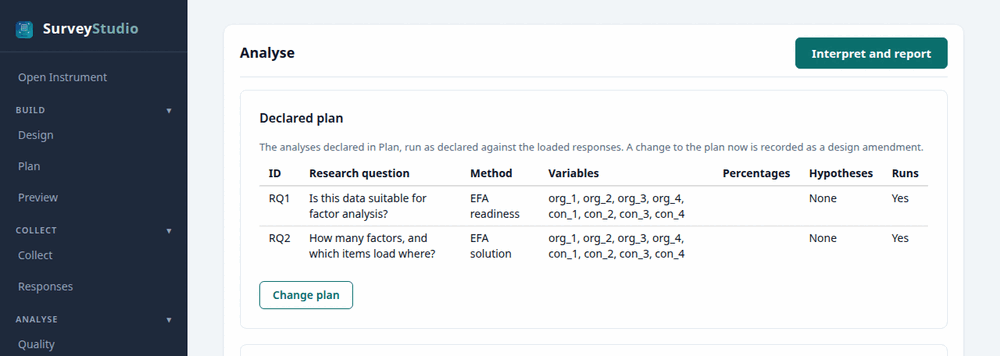 SurveyStudio
Open Instrument
BUILD
Design
Plan
Preview
COLLECT
Collect
Responses
ANALYSE
Quality
Analyse
Interpret and report
Declared plan
The analyses declared in Plan, run as declared against the loaded responses. A change to the plan now is recorded as a design amendment.
ID Research question Method Variables Percentages Hypotheses Runs
RQ1 Is this data suitable for EFA org_1, org_2, org_3, org_4, None Yes
factor analysis? readiness con_1, con_2, con_3, con_4
RQ2 How many factors, and EFA org_1, org_2, org_3, org_4, None Yes
which items load where? solution con_1, con_2, con_3, con_4
Change plan